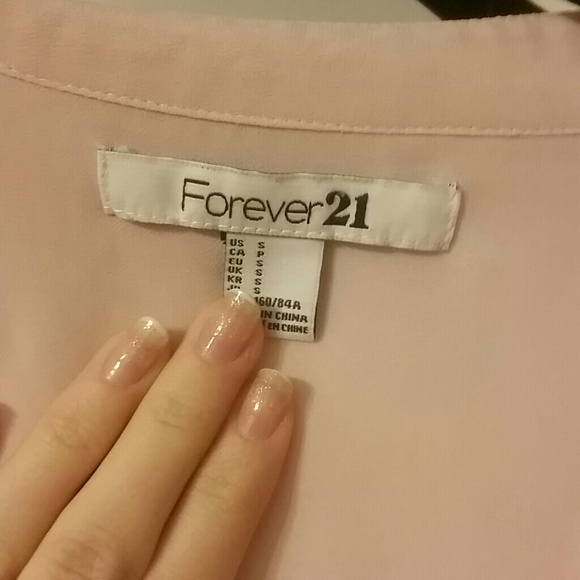 Forever21
US S
CA P
EU S
UK S
KR S
S
160/84A
IN CHINA
EN CHINE